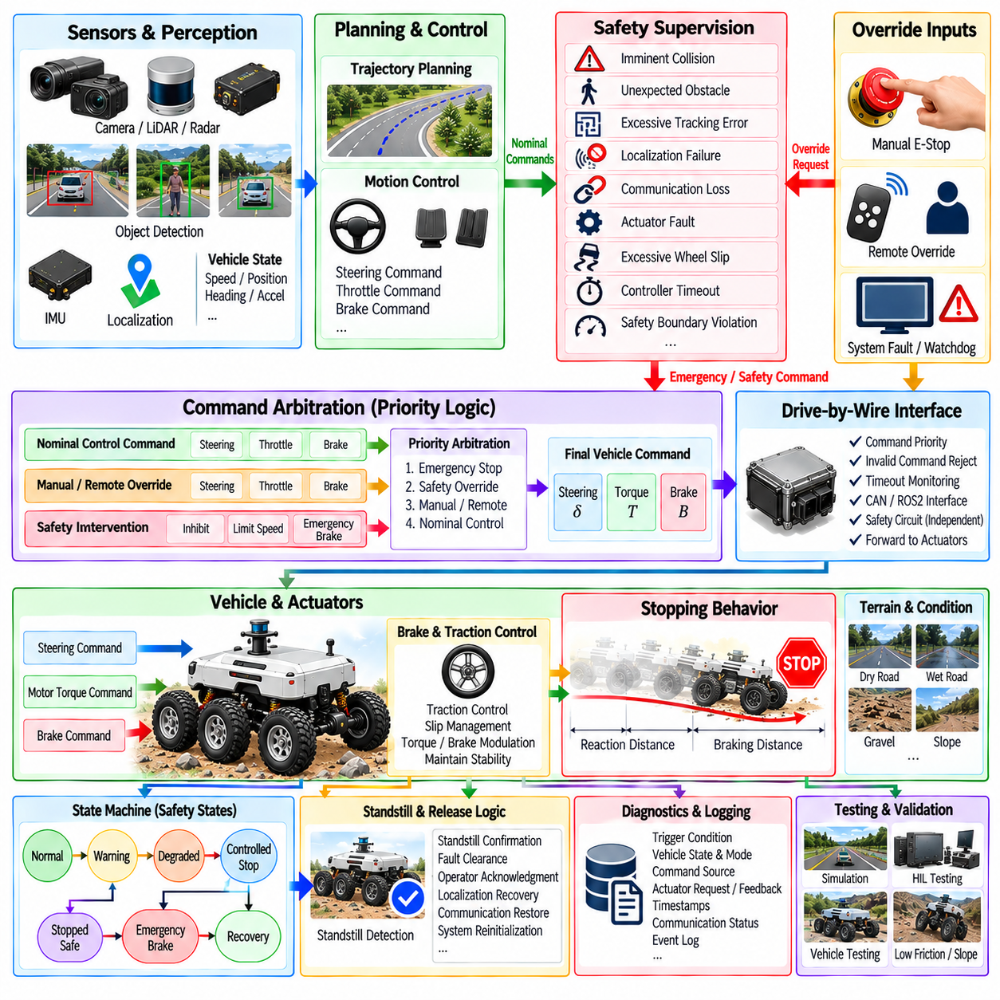 Sensors & Perception
Camera / LiDAR / Radar
Object Detection
IMU
Localization
Vehicle State
Speed / Position
Heading / Accel
...
Planning & Control
Trajectory Planning
Motion Control
Steering Command
Throttle Command
Brake Command
...
Nominal
Commands
Safety Supervision
Imminent Collision
Unexpected Obstacle
Excessive Tracking Error
Localization Failure
Communication Loss
Actuator Fault
Excessive Wheel Slip
Controller Timeout
Safety Boundary Violation
...
Override
Request
Override Inputs
Manual E-Stop
Remote Override
System Fault / Watchdog
Emergency / Safety Command
Command Arbitration (Priority Logic)
Nominal Control Command
Steering
Throttle
Brake
Manual / Remote Override
Steering
Throttle
Brake
Safety Imtervention
Inhibit
Limit Speed
Emergency
Brake
Priority Arbitration
1. Emergency Stop
2. Safety Override
3. Manual / Remote
4. Nominal Control
Final Vehicle Command
Steering
δ
Torque
T
Brake
B
Drive-by-Wire Interface
Command Priority
Invalid Command Reject
Timeout Monitoring
CAN / ROS2 Interface
Safety Circuit (Independent)
Forward to Actuators
Vehicle & Actuators
Steering Command
Motor Torque Command
Brake Command
Brake & Traction Control
Traction Control
Slip Management
Torque / Brake Modulation
Maintain Stability
Stopping Behavior
STOP
Reaction Distance
Braking Distance
Terrain & Condition
Dry Road
Wet Road
Gravel
Slope
...
State Machine (Safety States)
Normal
Warning
Degraded
Controlled
Stop
Stopped
Safe
Emergency
Brake
Recovery
Standstill & Release Logic
Standstill Detection
Standstill Confirmation
Fault Clearance
Operator Acknowledgment
Localization Recovery
Communication Restore
System Reinitialization
...
Diagnostics & Logging
Trigger Condition
Vehicle State & Mode
Command Source
Actuator Request / Feedback
Timestamps
Communication Status
Event Log
...
Testing & Validation
Simulation
HIL Testing
Vehicle Testing
Low Friction / Slope